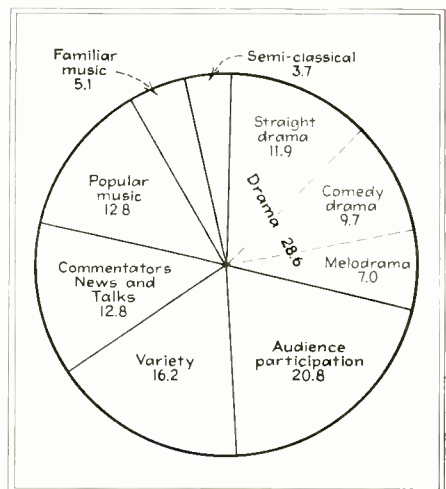 Familiar
music
5.1
Semi-classical
3.7
Straight
drama
11.9
Drama 28.6
Comedy
drama
9.7
Melodrama
7.0
Popular
music
12.8
Commentators
News and
Talks
12.8
Variety
16.2
Audience
participation
20.8